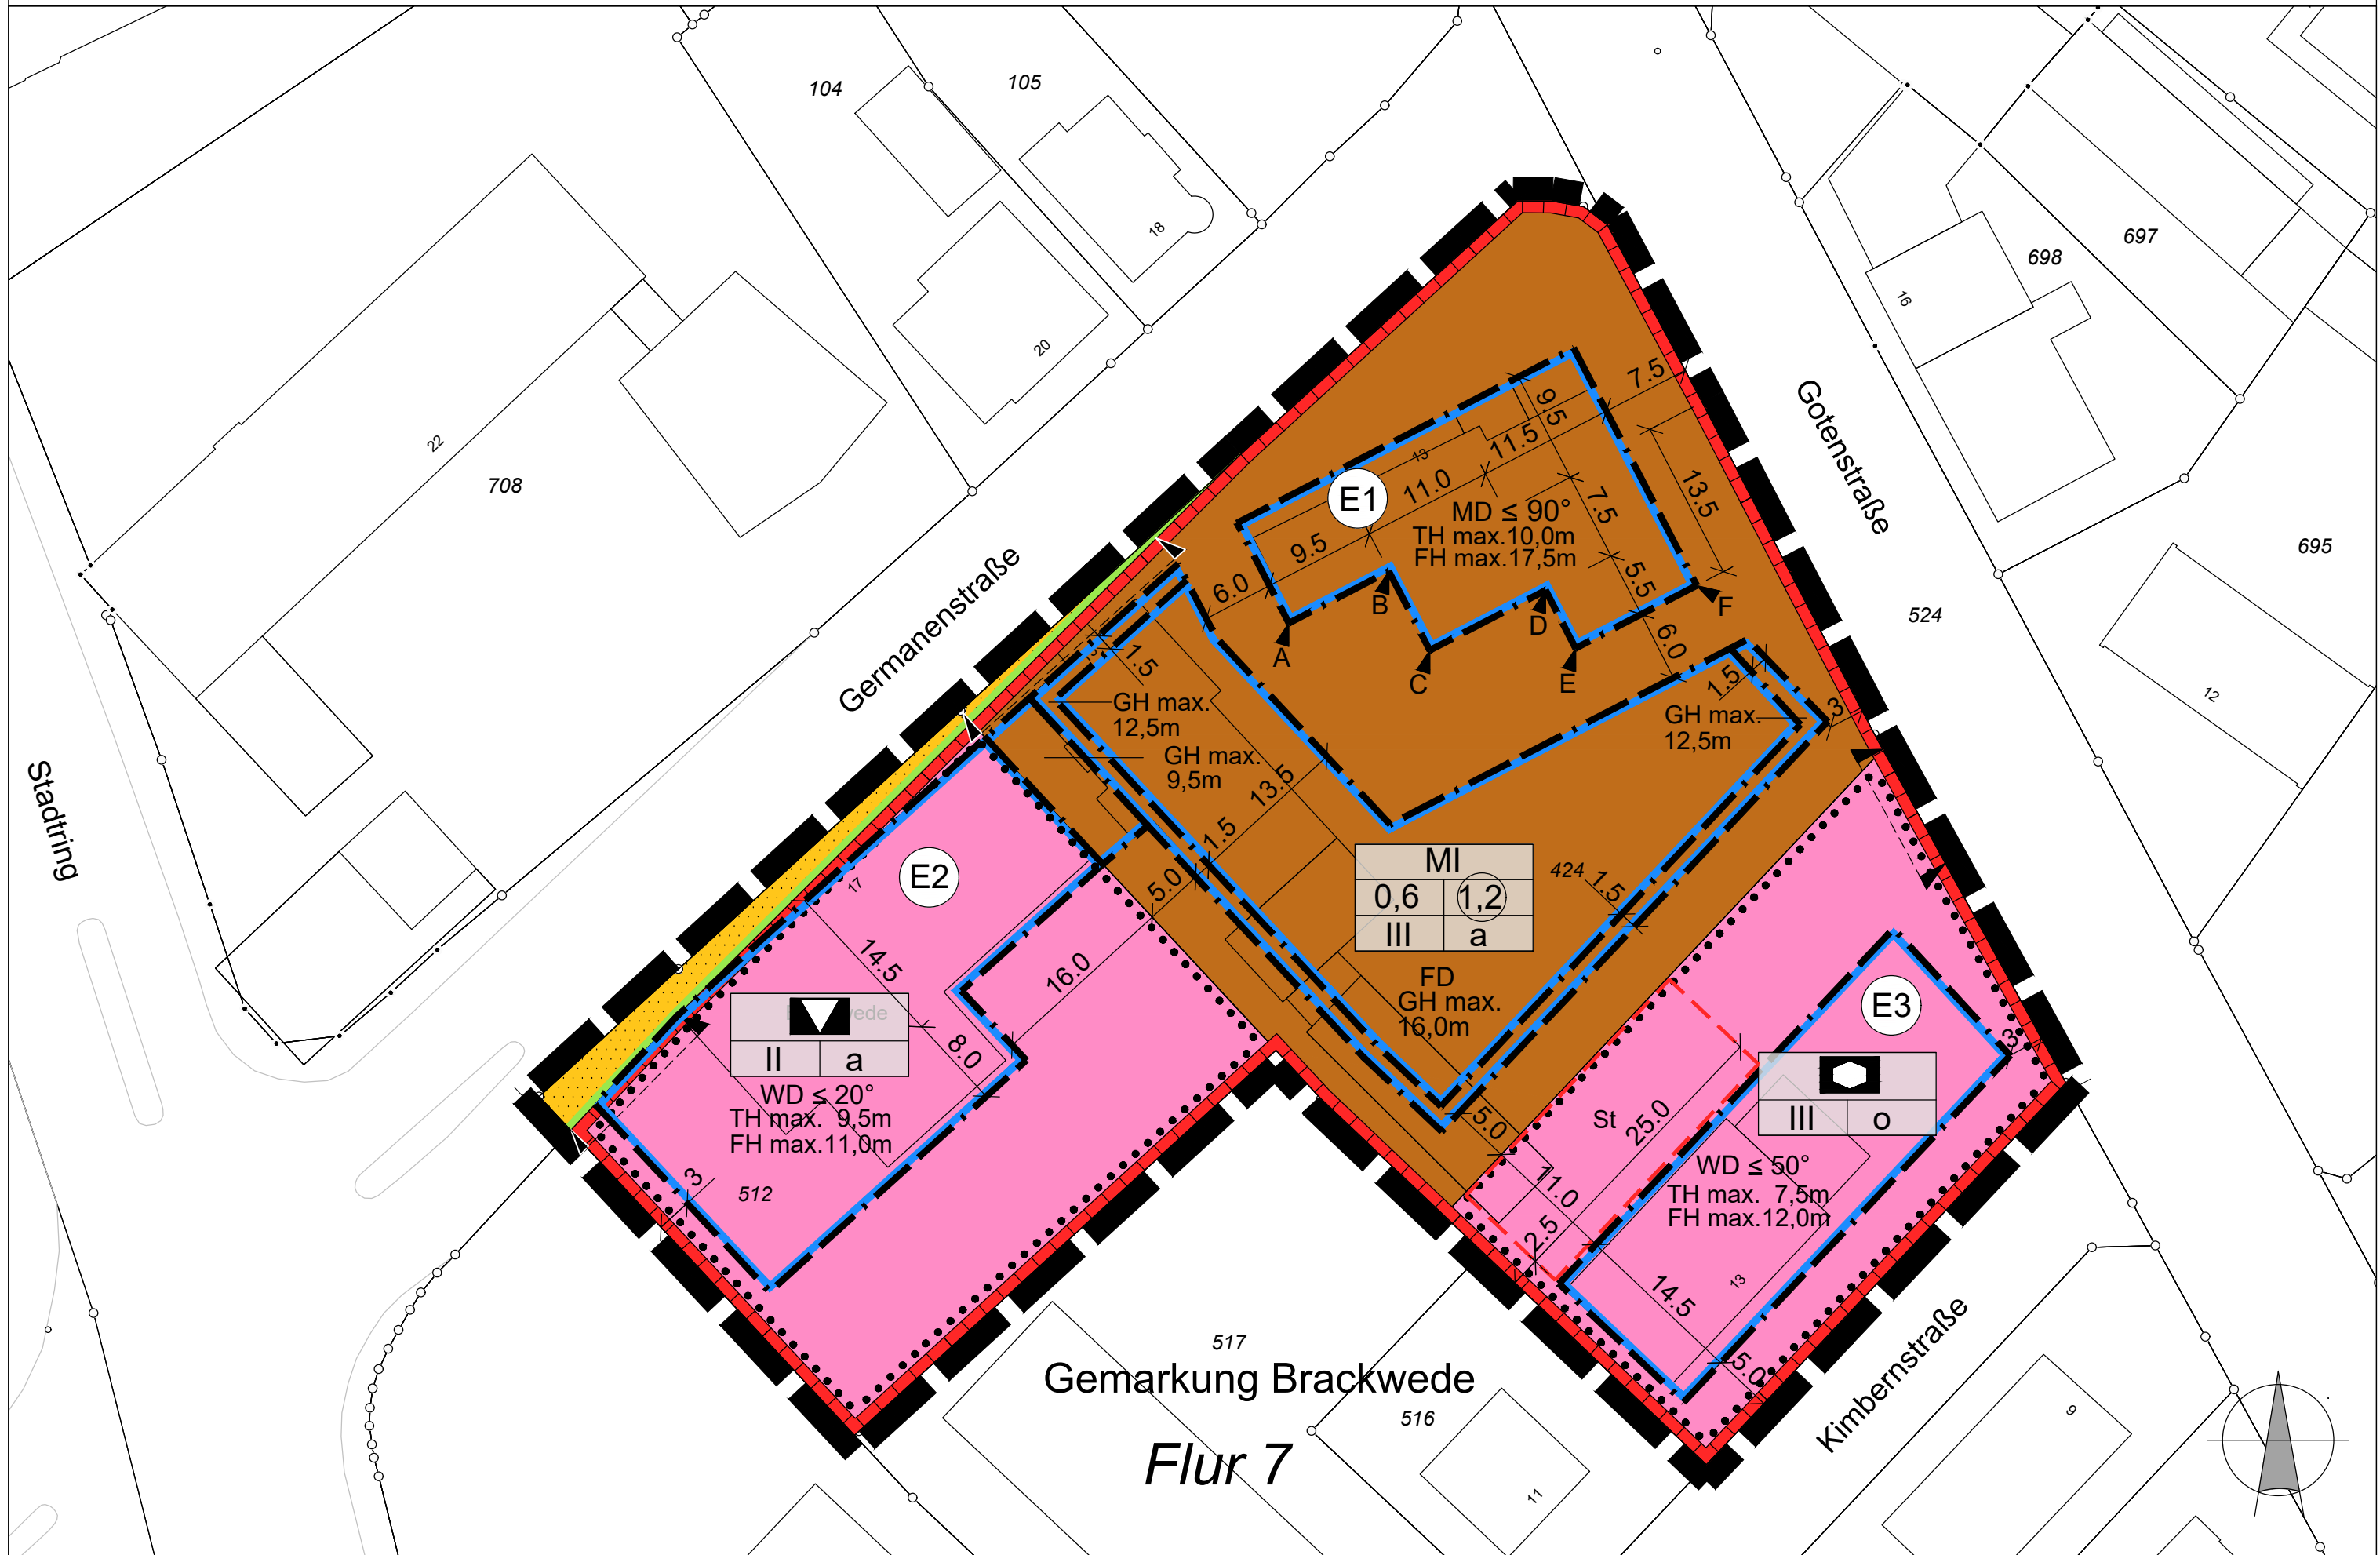 104
105
18
20
22
708
Germanenstraße
Stadtring
Gotenstraße
698
697
16
695
524
12
E1
13
9.5
11.0
11.5
7.5
9.5
7.5
5.5
6.0
13.5
6.0
MD ≤ 90°
TH max.10,0m
FH max.17,5m
A
B
C
D
E
F
1.5
GH max.
12,5m
GH max.
9,5m
13.5
1.5
5.0
1.5
3
GH max.
12,5m
MI
0,6
1,2
III
a
424
1.5
FD
GH max.
16,0m
5.0
E2
17
14.5
8.0
16.0
II
a
WD ≤ 20°
TH max. 9,5m
FH max.11,0m
3
512
E3
3
III
o
WD ≤ 50°
TH max. 7,5m
FH max.12,0m
St
25.0
11.0
2.5
14.5
13
5.0
517
Gemarkung Brackwede
516
Flur 7
11
Kimbernstraße
9